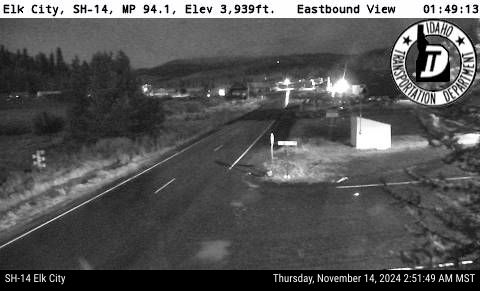 Elk City, SH-14, MP 94.1, Elev 3,939ft.   Eastbound View   01:49:13
IDAHO
TRANSPORTATION DEPARTMENT
SH-14 Elk City   Thursday, November 14, 2024 2:51:49 AM MST